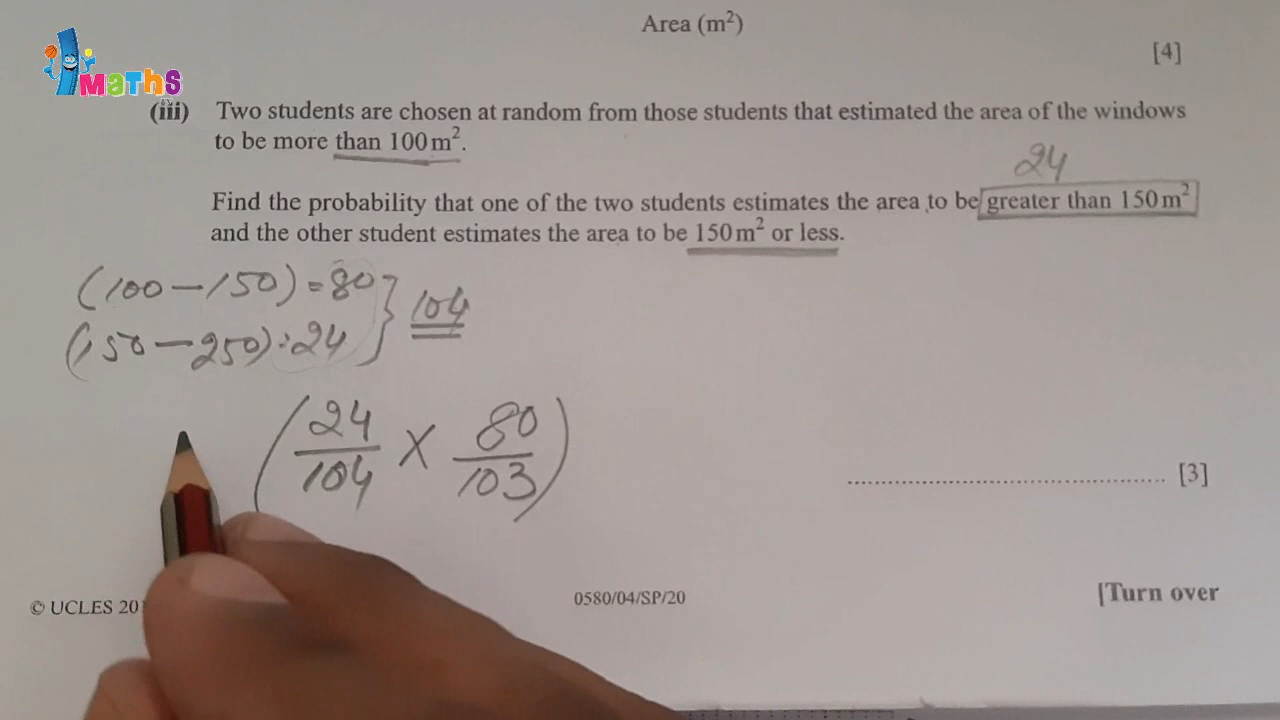 Area (m²)
[4]
MATHS
(iii) Two students are chosen at random from those students that estimated the area of the windows
to be more than 100 m².
24
Find the probability that one of the two students estimates the area to be greater than 150 m²
and the other student estimates the area to be 150 m² or less.
(100 — 150) = 80 } 104
(150 — 250) : 24
(24/104 × 80/103)
.......................................... [3]
© UCLES 20
0580/04/SP/20
[Turn over